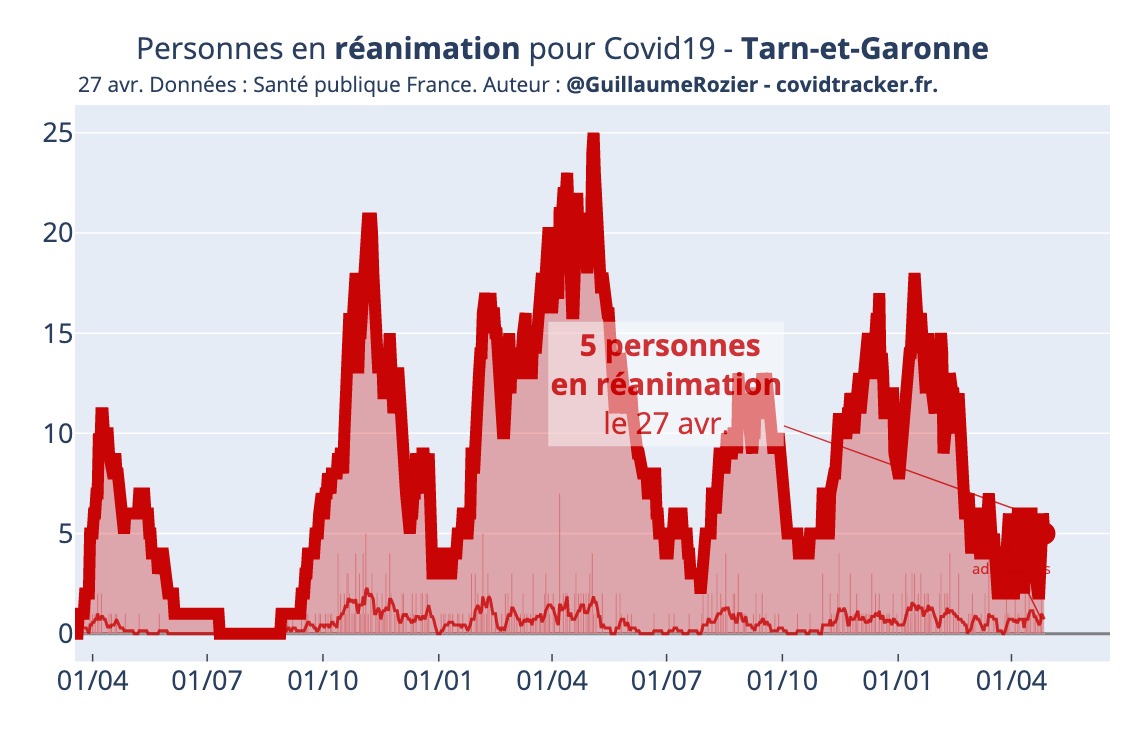 Personnes en réanimation pour Covid19 - Tarn-et-Garonne
27 avr. Données : Santé publique France. Auteur : @GuillaumeRozier - covidtracker.fr.
25
20
15
10
5
0
5 personnes
en réanimation
le 27 avr.
01/04 01/07 01/10 01/01 01/04 01/07 01/10 01/01 01/04